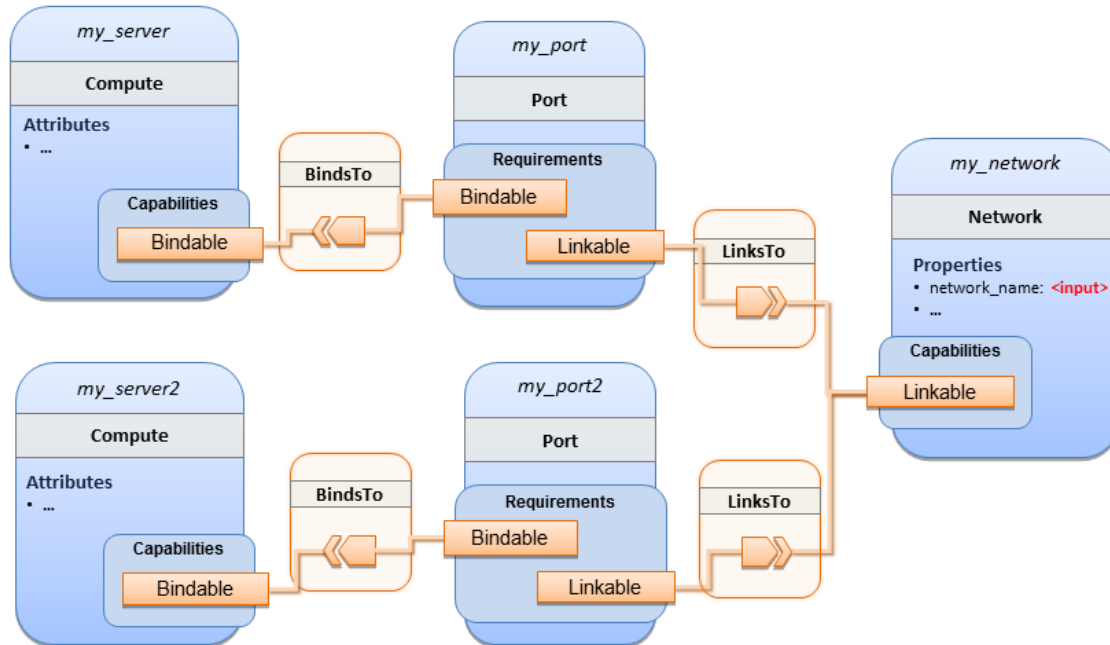 my_server
Compute
Attributes
• ...
Capabilities
Bindable
BindsTo
my_port
Port
Requirements
Bindable
Linkable
LinksTo
my_network
Network
Properties
• network_name: <input>
• ...
Capabilities
Linkable
my_server2
Compute
Attributes
• ...
Capabilities
Bindable
BindsTo
my_port2
Port
Requirements
Bindable
Linkable
LinksTo